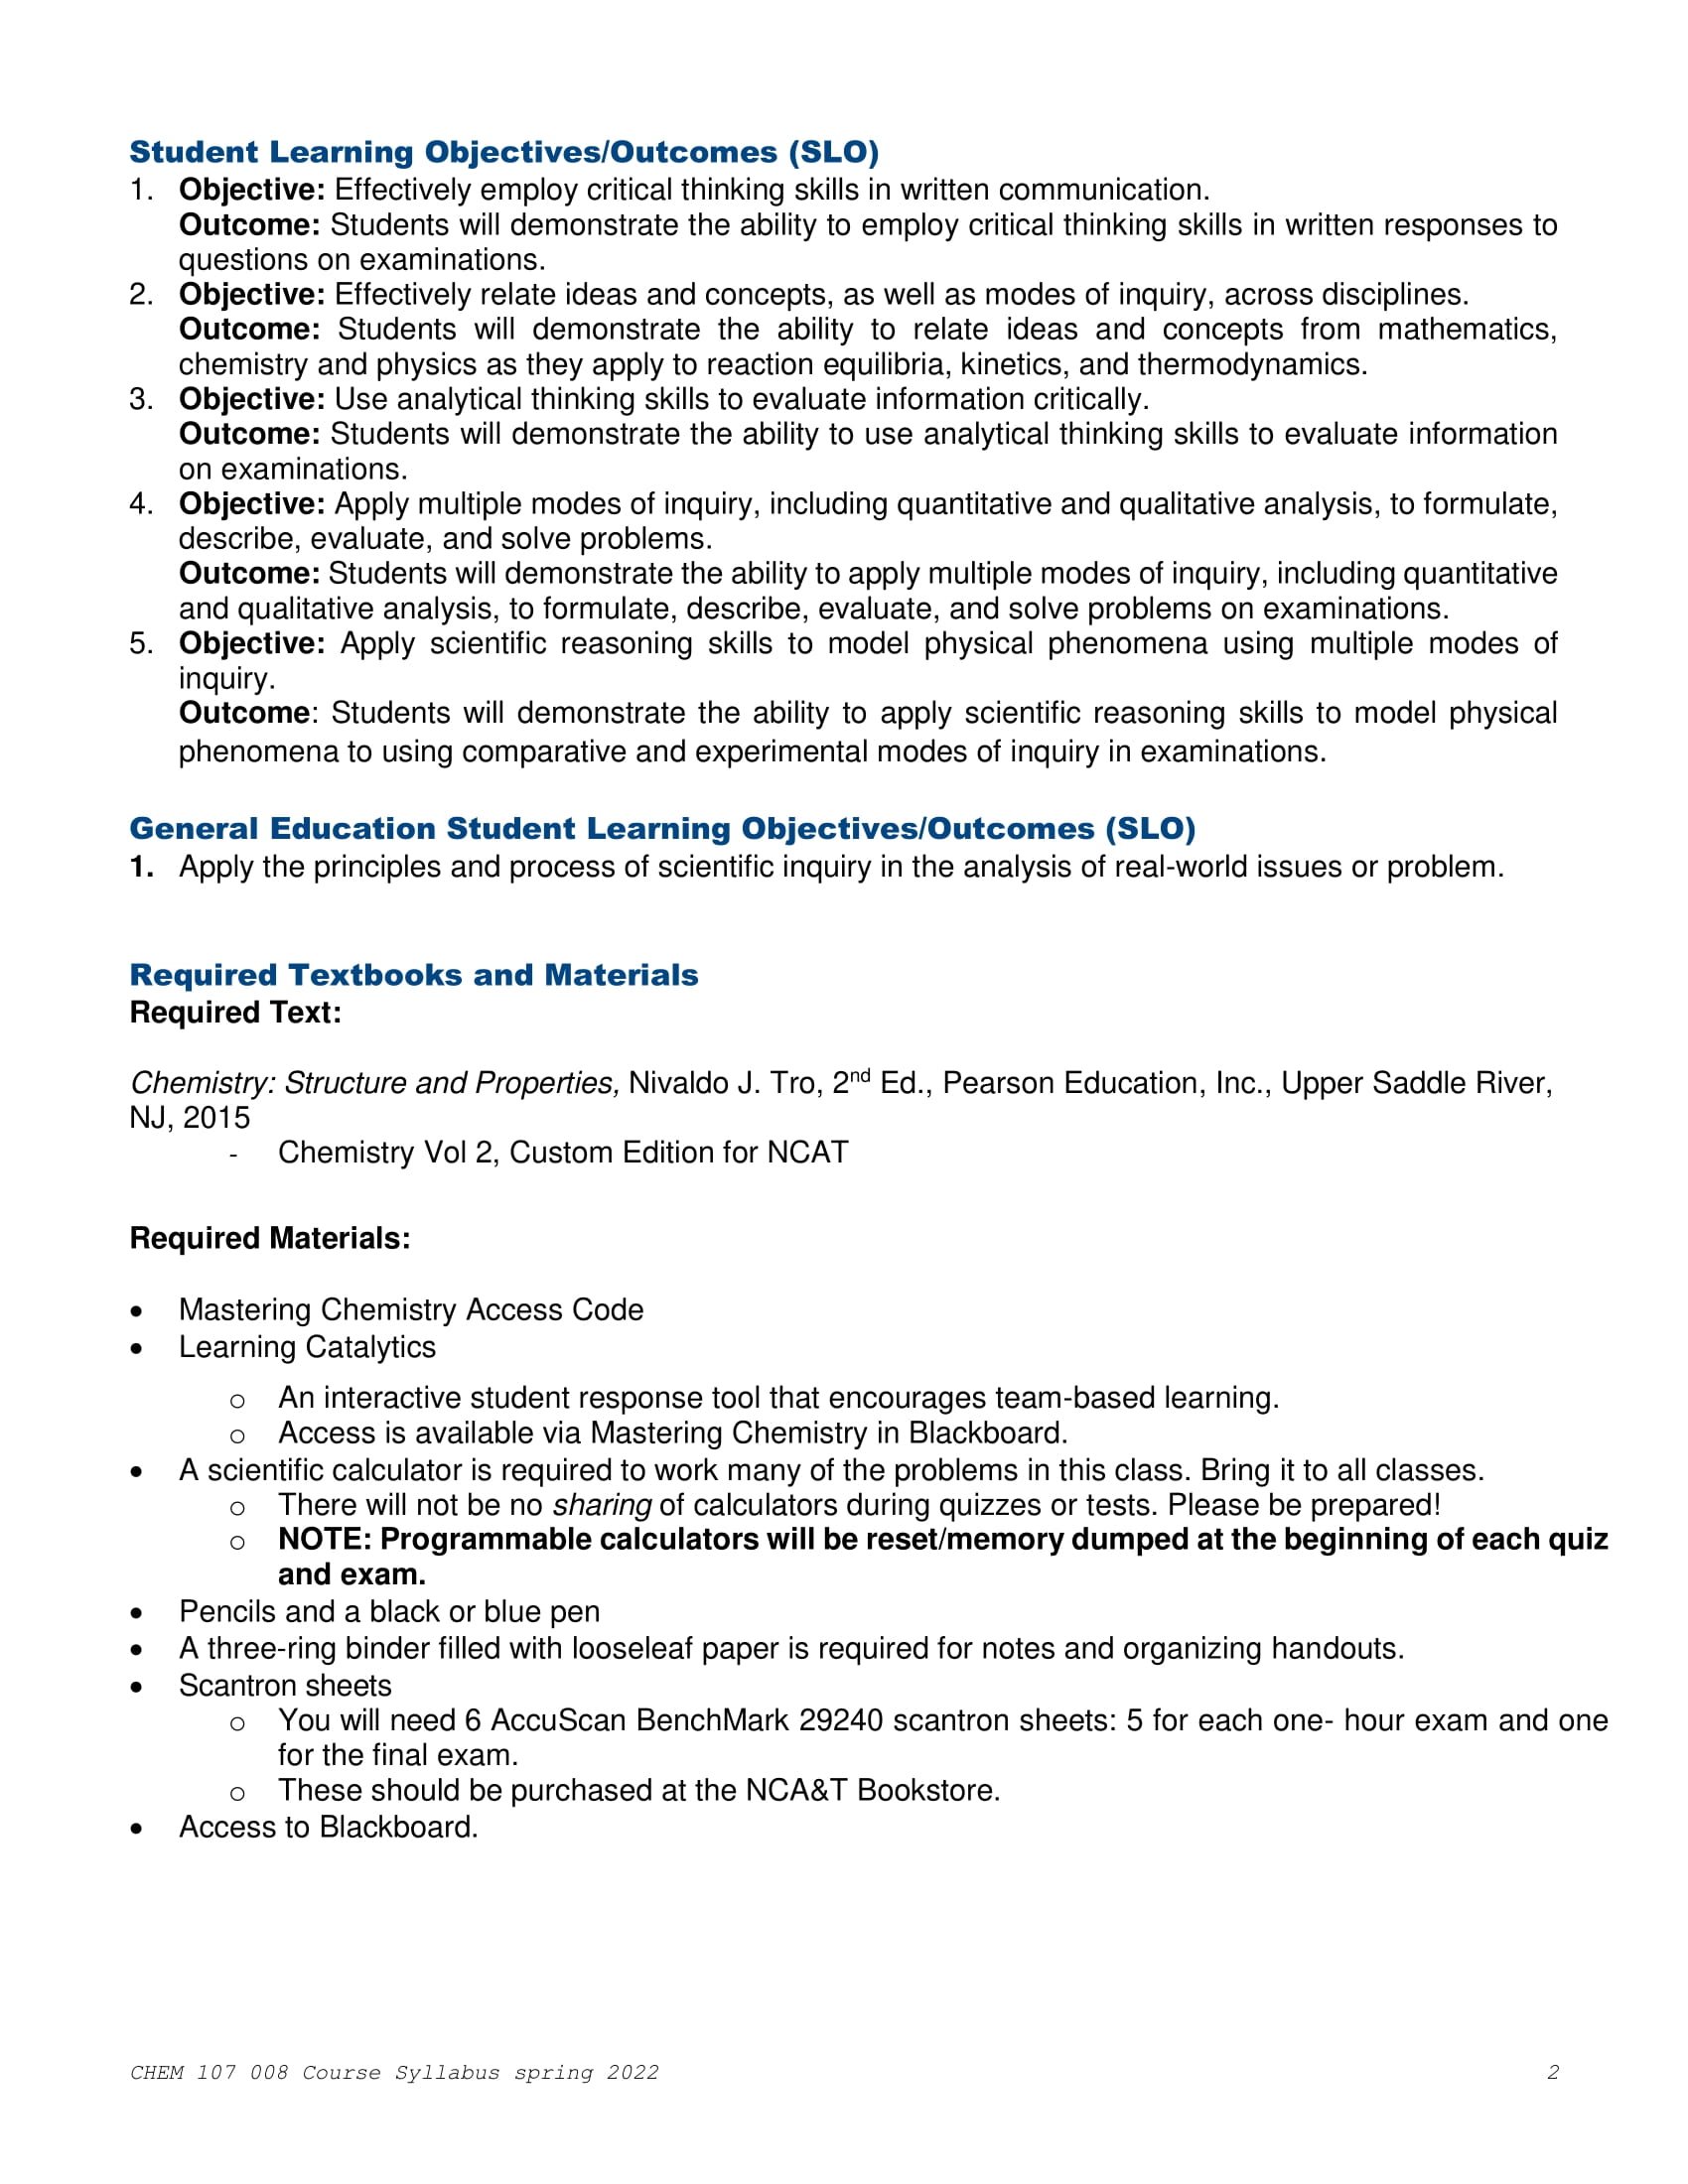 Student Learning Objectives/Outcomes (SLO)
1. Objective: Effectively employ critical thinking skills in written communication.
Outcome: Students will demonstrate the ability to employ critical thinking skills in written responses to
questions on examinations.
2. Objective: Effectively relate ideas and concepts, as well as modes of inquiry, across disciplines.
Outcome: Students will demonstrate the ability to relate ideas and concepts from mathematics,
chemistry and physics as they apply to reaction equilibria, kinetics, and thermodynamics.
3. Objective: Use analytical thinking skills to evaluate information critically.
Outcome: Students will demonstrate the ability to use analytical thinking skills to evaluate information
on examinations.
4. Objective: Apply multiple modes of inquiry, including quantitative and qualitative analysis, to formulate,
describe, evaluate, and solve problems.
Outcome: Students will demonstrate the ability to apply multiple modes of inquiry, including quantitative
and qualitative analysis, to formulate, describe, evaluate, and solve problems on examinations.
5. Objective: Apply scientific reasoning skills to model physical phenomena using multiple modes of
inquiry.
Outcome: Students will demonstrate the ability to apply scientific reasoning skills to model physical
phenomena to using comparative and experimental modes of inquiry in examinations.
General Education Student Learning Objectives/Outcomes (SLO)
1. Apply the principles and process of scientific inquiry in the analysis of real-world issues or problem.
Required Textbooks and Materials
Required Text:
Chemistry: Structure and Properties, Nivaldo J. Tro, 2nd Ed., Pearson Education, Inc., Upper Saddle River,
NJ, 2015
- Chemistry Vol 2, Custom Edition for NCAT
Required Materials:
• Mastering Chemistry Access Code
• Learning Catalytics
o An interactive student response tool that encourages team-based learning.
o Access is available via Mastering Chemistry in Blackboard.
• A scientific calculator is required to work many of the problems in this class. Bring it to all classes.
o There will not be no sharing of calculators during quizzes or tests. Please be prepared!
o NOTE: Programmable calculators will be reset/memory dumped at the beginning of each quiz
and exam.
• Pencils and a black or blue pen
• A three-ring binder filled with looseleaf paper is required for notes and organizing handouts.
• Scantron sheets
o You will need 6 AccuScan BenchMark 29240 scantron sheets: 5 for each one- hour exam and one
for the final exam.
o These should be purchased at the NCA&T Bookstore.
• Access to Blackboard.
CHEM 107 008 Course Syllabus spring 2022 2